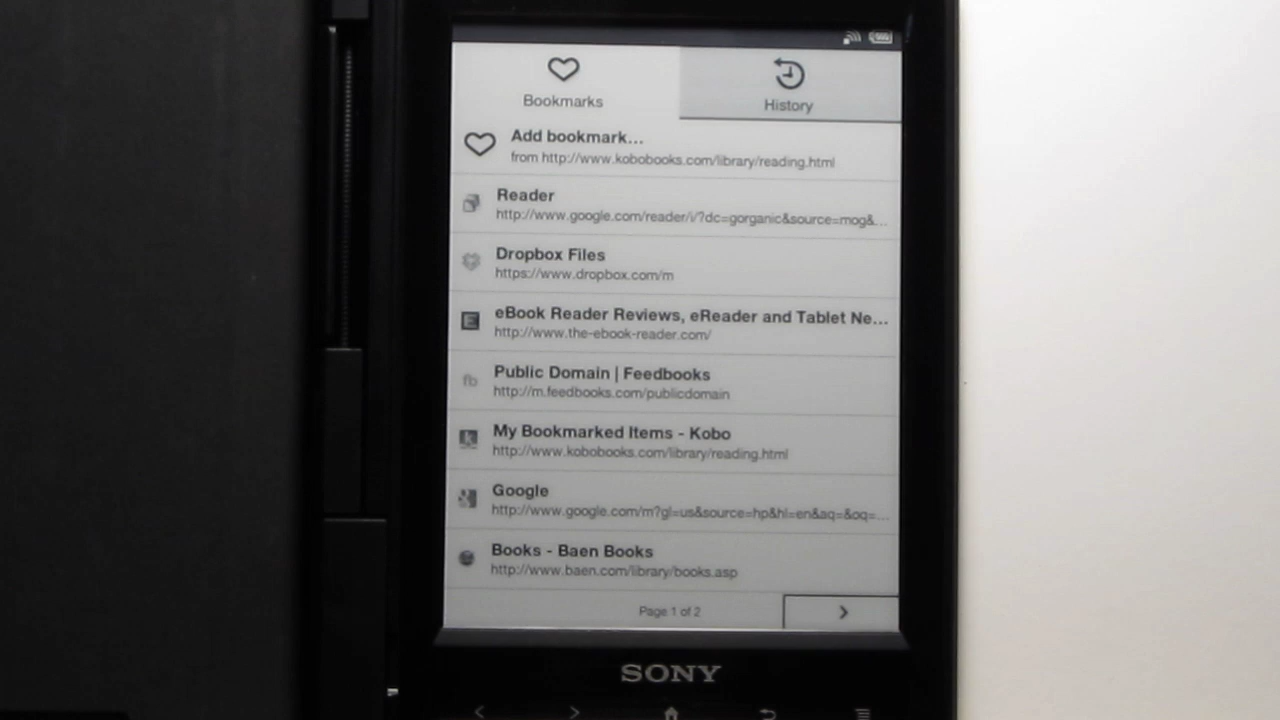 Bookmarks
History
Add bookmark...
from http://www.kobobooks.com/library/reading.html
Reader
http://www.google.com/reader/i/?dc=gorganic&source=mog&...
Dropbox Files
https://www.dropbox.com/m
eBook Reader Reviews, eReader and Tablet Ne...
http://www.the-ebook-reader.com/
Public Domain | Feedbooks
http://m.feedbooks.com/publicdomain
My Bookmarked Items - Kobo
http://www.kobobooks.com/library/reading.html
Google
http://www.google.com/m?gl=us&source=hp&hl=en&aq=&oq=...
Books - Baen Books
http://www.baen.com/library/books.asp
Page 1 of 2
SONY